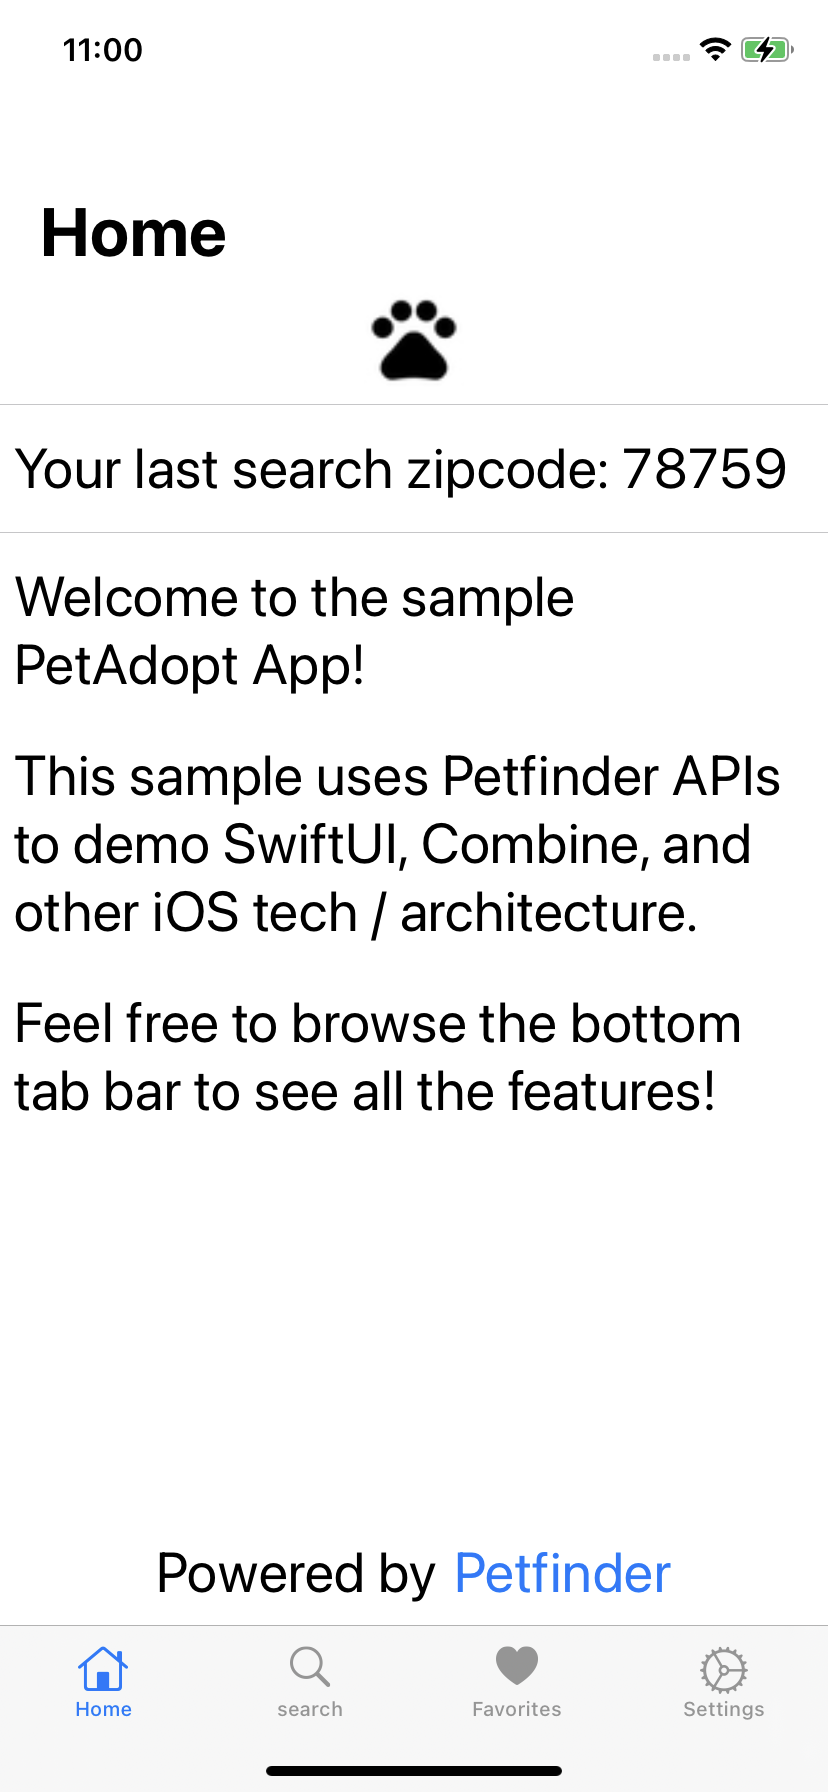 11:00
Home
Your last search zipcode: 78759
Welcome to the sample
PetAdopt App!
This sample uses Petfinder APIs
to demo SwiftUI, Combine, and
other iOS tech / architecture.
Feel free to browse the bottom
tab bar to see all the features!
Powered by Petfinder
Home search Favorites Settings